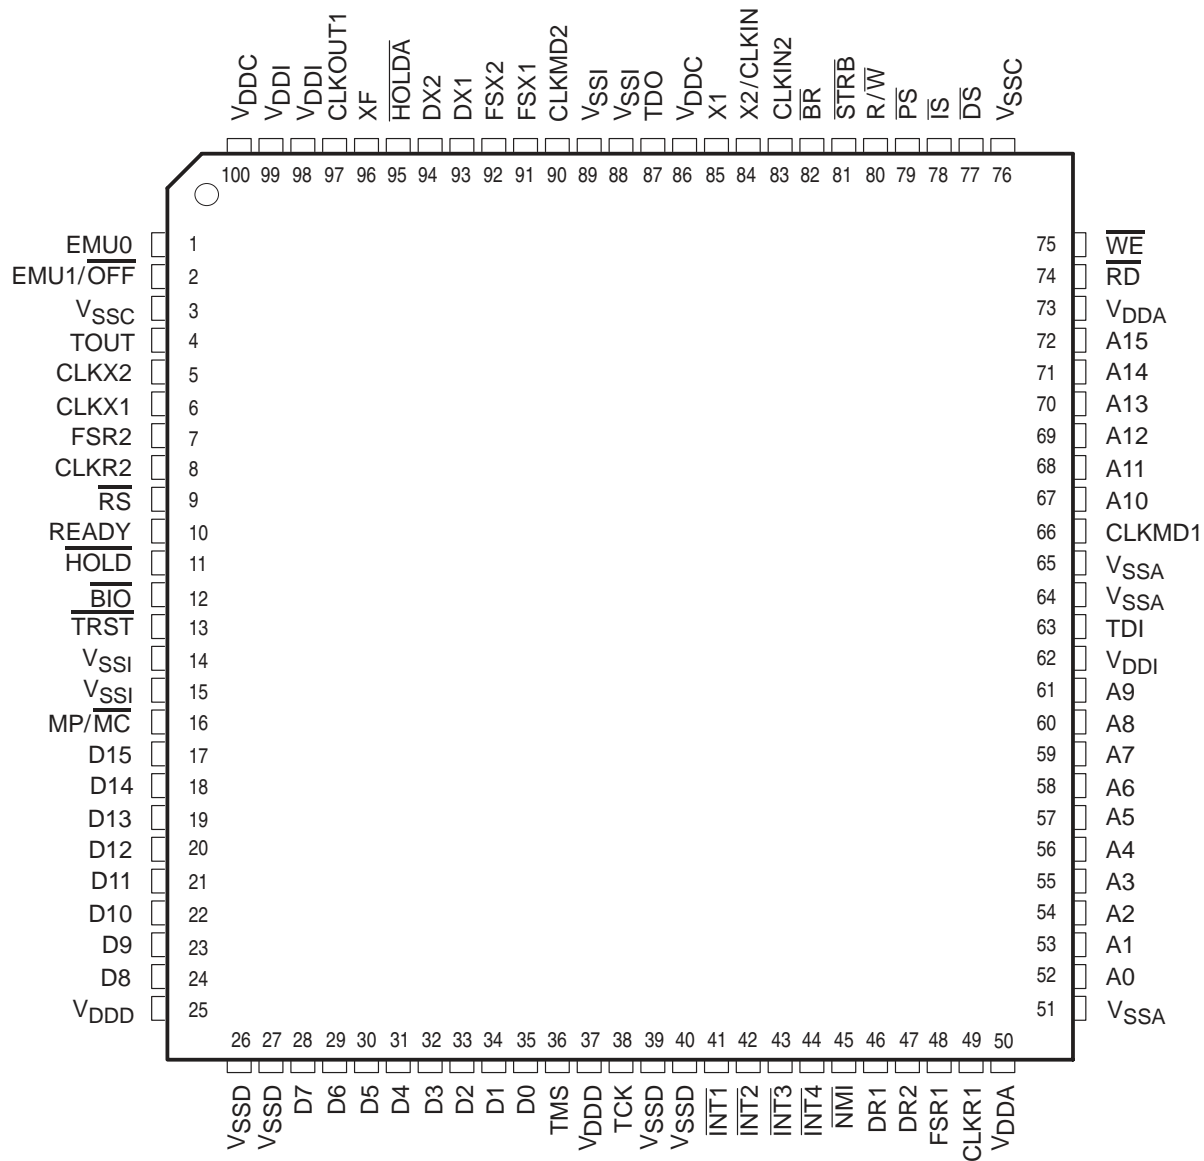 VDDC
VDDI
VDDI
CLKOUT1
XF
HOLDA
DX2
DX1
FSX2
FSX1
CLKMD2
VSSI
VSSI
TDO
VDDC
X1
X2/CLKIN
CLKIN2
BR
STRB
R/W
PS
IS
DS
VSSC
100 99 98 97 96 95 94 93 92 91 90 89 88 87 86 85 84 83 82 81 80 79 78 77 76
EMU0 1 75 WE
EMU1/OFF 2 74 RD
VSSC 3 73 VDDA
TOUT 4 72 A15
CLKX2 5 71 A14
CLKX1 6 70 A13
FSR2 7 69 A12
CLKR2 8 68 A11
RS 9 67 A10
READY 10 66 CLKMD1
HOLD 11 65 VSSA
BIO 12 64 VSSA
TRST 13 63 TDI
VSSI 14 62 VDDI
VSSI 15 61 A9
MP/MC 16 60 A8
D15 17 59 A7
D14 18 58 A6
D13 19 57 A5
D12 20 56 A4
D11 21 55 A3
D10 22 54 A2
D9 23 53 A1
D8 24 52 A0
VDDD 25 51 VSSA
26 27 28 29 30 31 32 33 34 35 36 37 38 39 40 41 42 43 44 45 46 47 48 49 50
VSSD
VSSD
D7
D6
D5
D4
D3
D2
D1
D0
TMS
VDDD
TCK
VSSD
VSSD
INT1
INT2
INT3
INT4
NMI
DR1
DR2
FSR1
CLKR1
VDDA